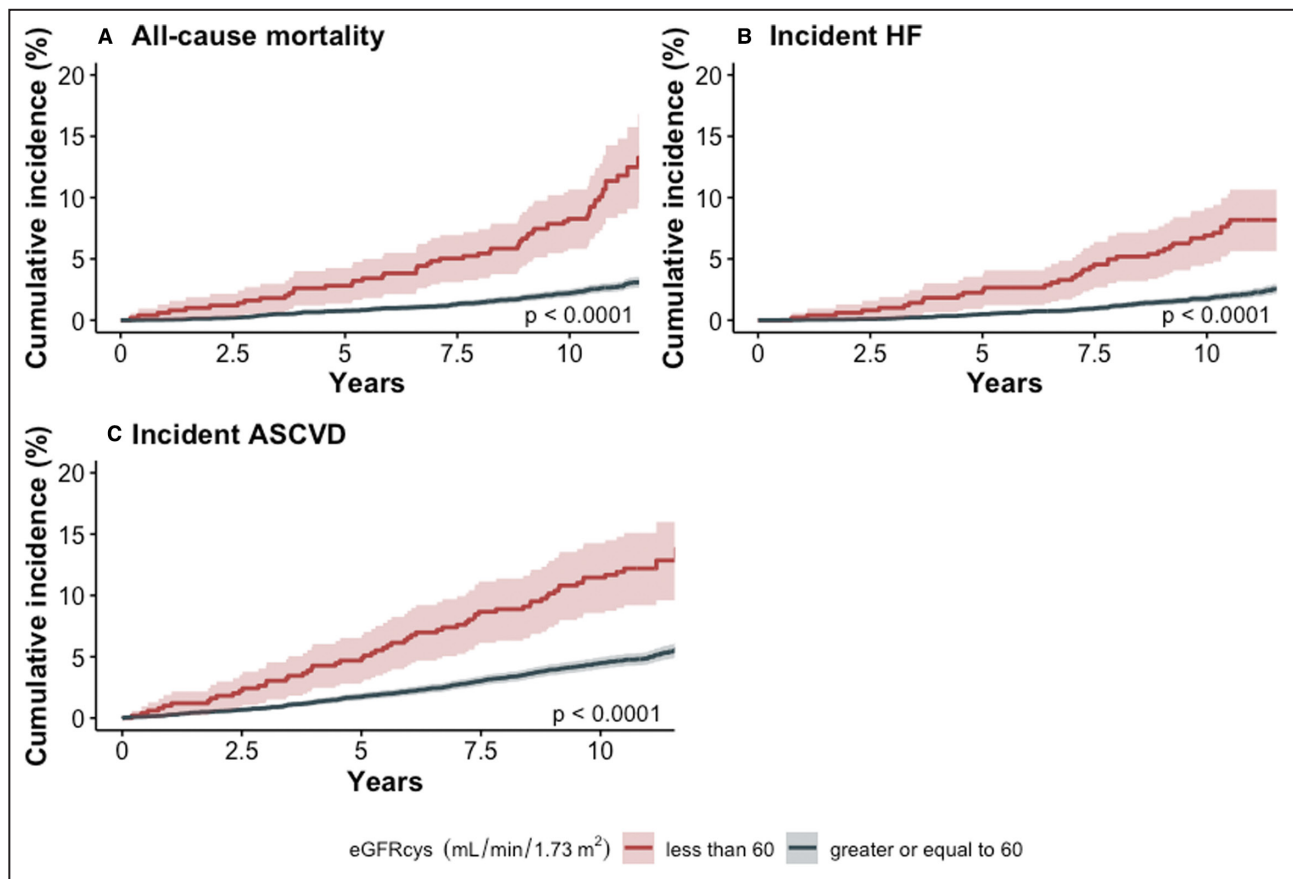 A All-cause mortality
Cumulative incidence (%)
20
15
10
5
0
p < 0.0001
0 2.5 5 7.5 10
Years
B Incident HF
Cumulative incidence (%)
20
15
10
5
0
p < 0.0001
0 2.5 5 7.5 10
Years
C Incident ASCVD
Cumulative incidence (%)
20
15
10
5
0
p < 0.0001
0 2.5 5 7.5 10
Years
eGFRcys (mL/min/1.73 m²) less than 60 greater or equal to 60